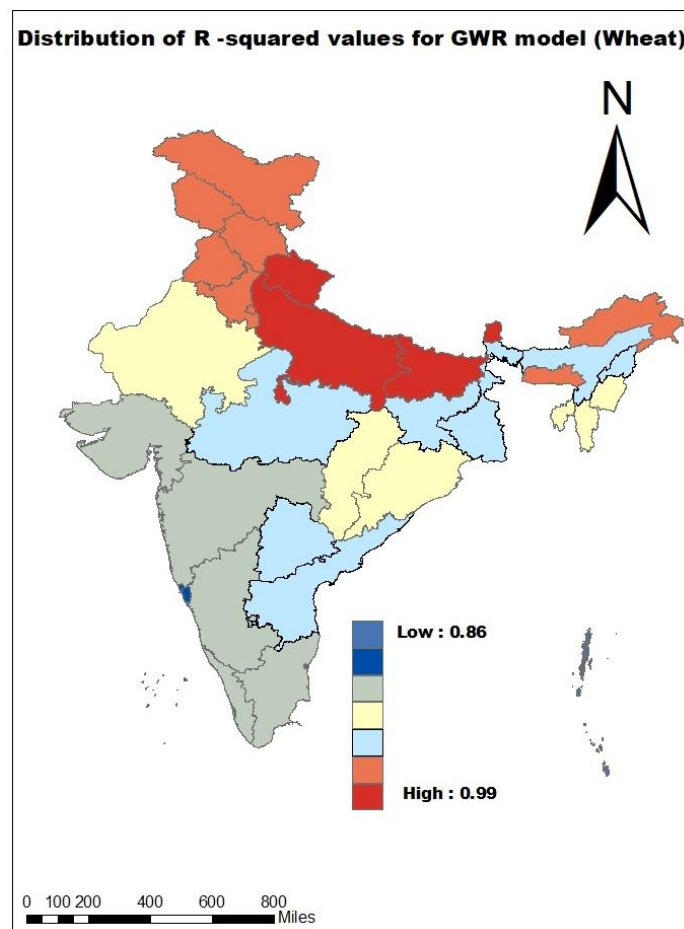 Distribution of R -squared values for GWR model (Wheat)
N
Low : 0.86
High : 0.99
0 100 200 400 600 800
Miles